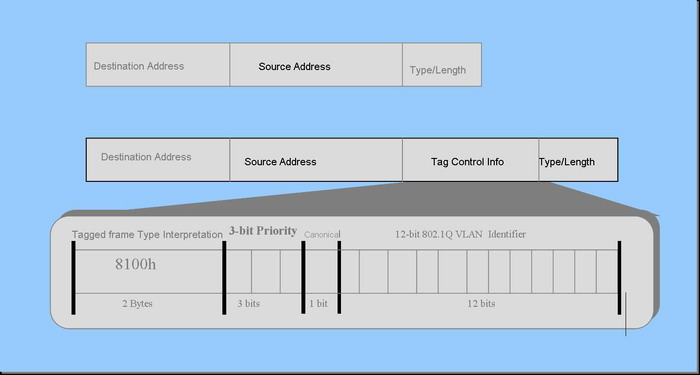 Destination Address
Source Address
Type/Length
Destination Address
Source Address
Tag Control Info
Type/Length
Tagged frame Type Interpretation
3-bit Priority
Canonical
12-bit 802.1Q VLAN Identifier
8100h
2 Bytes
3 bits
1 bit
12 bits